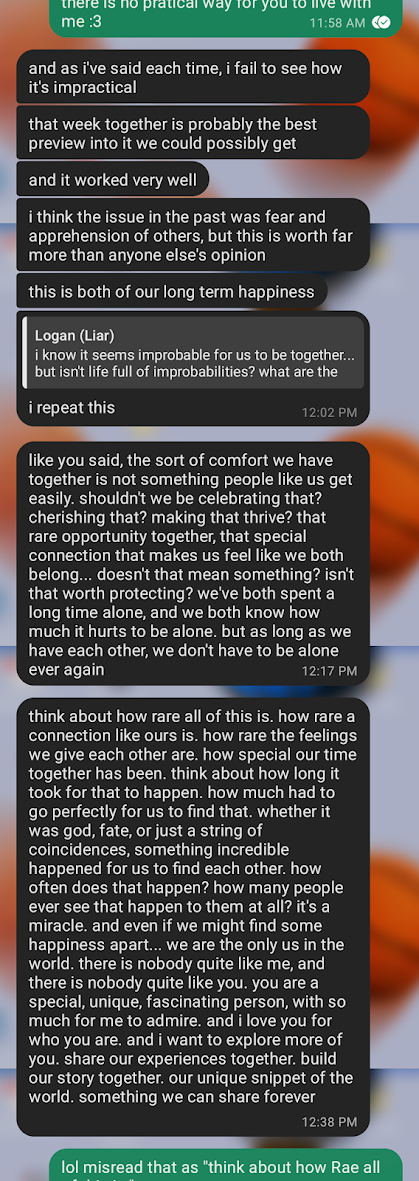 there is no pratical way for you to live with
me :3
11:58 AM
and as i've said each time, i fail to see how
it's impractical
that week together is probably the best
preview into it we could possibly get
and it worked very well
i think the issue in the past was fear and
apprehension of others, but this is worth far
more than anyone else's opinion
this is both of our long term happiness
Logan (Liar)
i know it seems improbable for us to be together...
but isn't life full of improbabilities? what are the
i repeat this
12:02 PM
like you said, the sort of comfort we have
together is not something people like us get
easily. shouldn't we be celebrating that?
cherishing that? making that thrive? that
rare opportunity together, that special
connection that makes us feel like we both
belong... doesn't that mean something? isn't
that worth protecting? we've both spent a
long time alone, and we both know how
much it hurts to be alone. but as long as we
have each other, we don't have to be alone
ever again
12:17 PM
think about how rare all of this is. how rare a
connection like ours is. how rare the feelings
we give each other are. how special our time
together has been. think about how long it
took for that to happen. how much had to
go perfectly for us to find that. whether it
was god, fate, or just a string of
coincidences, something incredible
happened for us to find each other. how
often does that happen? how many people
ever see that happen to them at all? it's a
miracle. and even if we might find some
happiness apart... we are the only us in the
world. there is nobody quite like me, and
there is nobody quite like you. you are a
special, unique, fascinating person, with so
much for me to admire. and i love you for
who you are. and i want to explore more of
you. share our experiences together. build
our story together. our unique snippet of the
world. something we can share forever
12:38 PM
lol misread that as "think about how Rae all